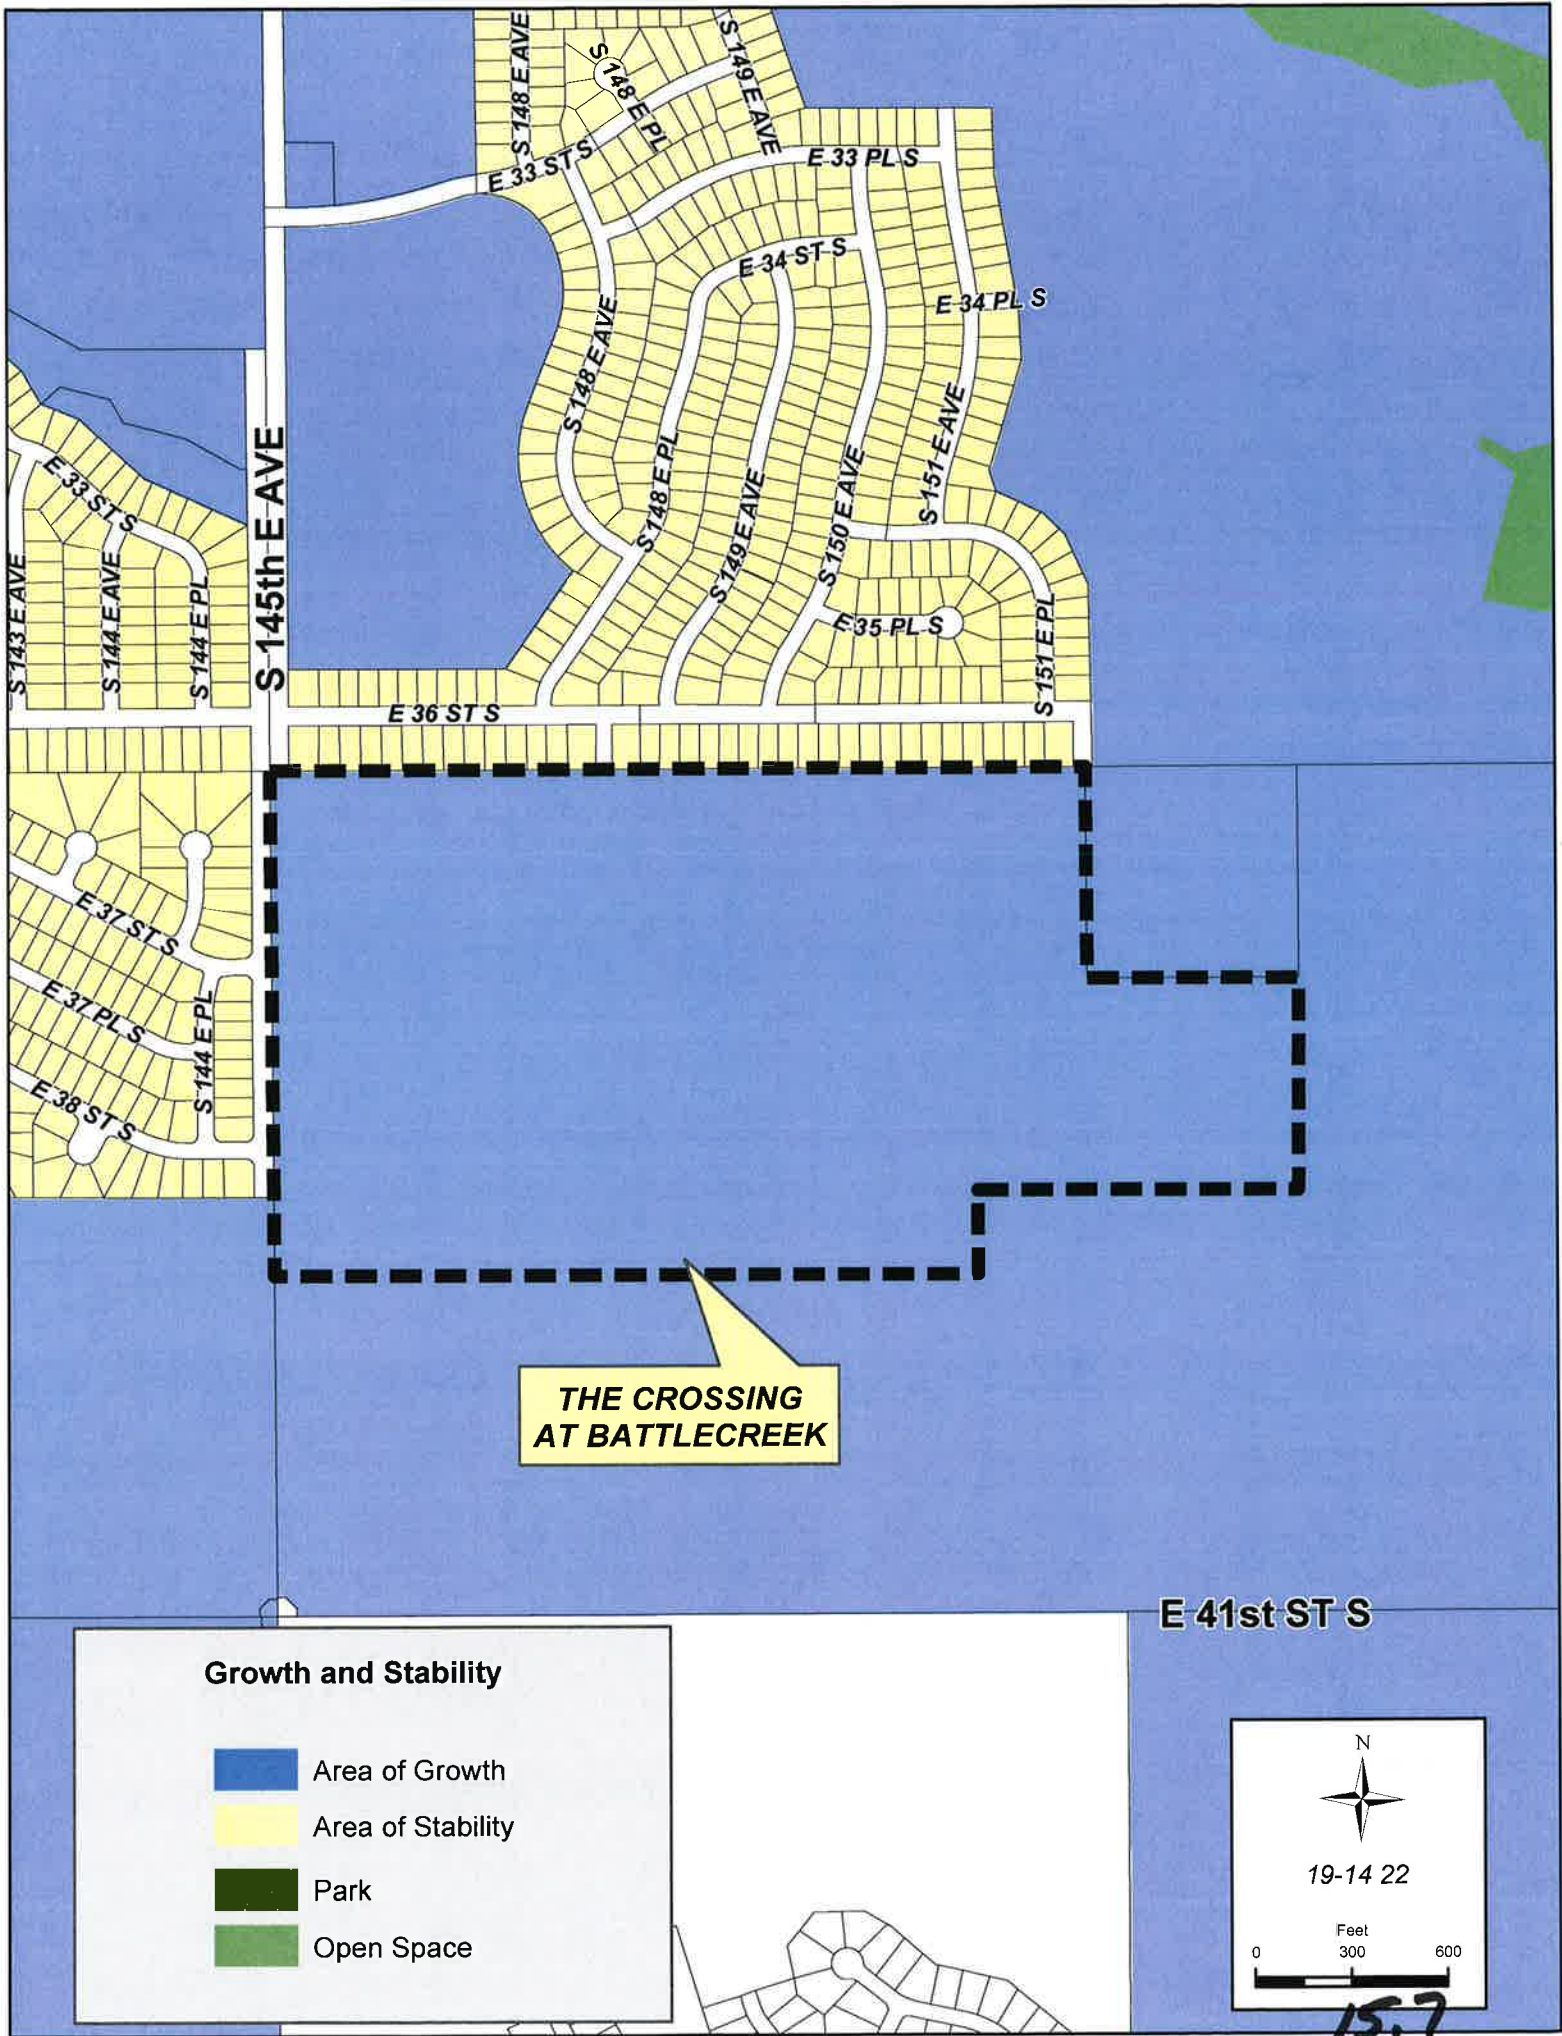 S 148 E AVE
S 148 E PL
S 149 E AVE
E 33 ST S
E 33 PL S
E 34 ST S
E 34 PL S
S 148 E AVE
S 148 E PL
S 149 E AVE
S 150 E AVE
S 151 E AVE
E 33 ST S
S 143 E AVE
S 144 E AVE
S 144 E PL
S 145th E AVE
E 35 PL S
S 151 E PL
E 36 ST S
E 37 ST S
E 37 PL S
S 144 E PL
E 38 ST S
THE CROSSING
AT BATTLECREEK
E 41st ST S
Growth and Stability
Area of Growth
Area of Stability
Park
Open Space
N
19-14 22
Feet
0 300 600
15.7